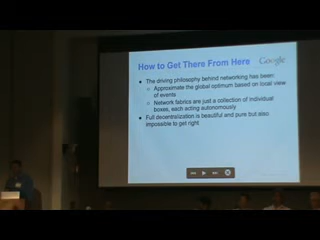 How to Get There From Here
Google
The driving philosophy behind networking has been:
Approximate the global optimum based on local view
of events
Network fabrics are just a collection of individual
boxes, each acting autonomously
Full decentralization is beautiful and pure but also
impossible to get right